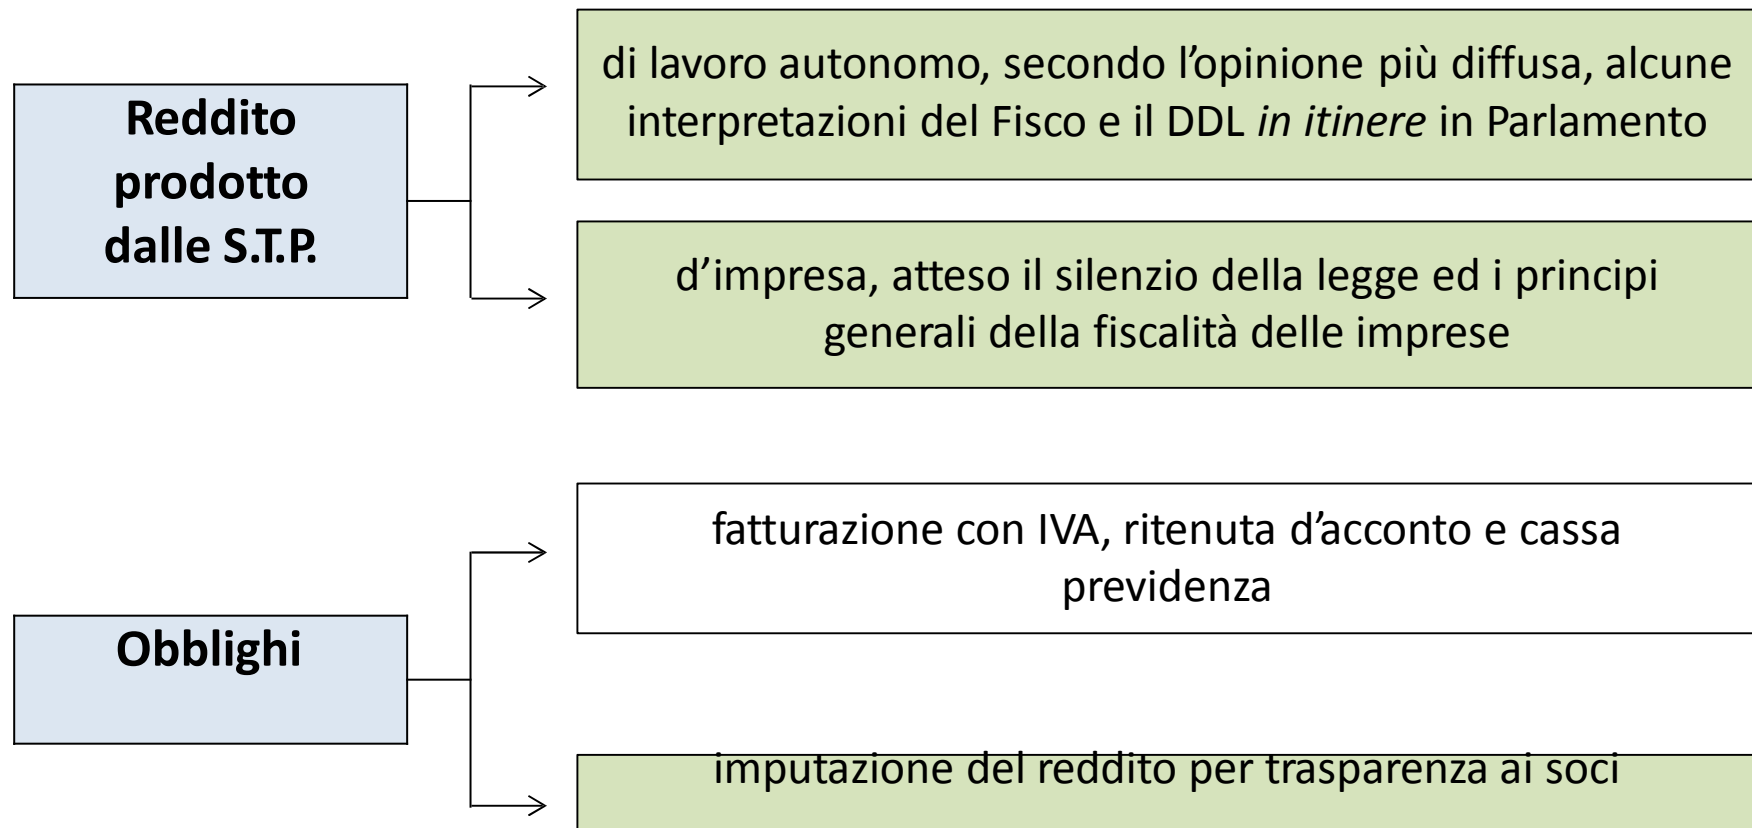 Reddito
prodotto
dalle S.T.P.
di lavoro autonomo, secondo l’opinione più diffusa, alcune
interpretazioni del Fisco e il DDL in itinere in Parlamento
d’impresa, atteso il silenzio della legge ed i principi
generali della fiscalità delle imprese
Obblighi
fatturazione con IVA, ritenuta d’acconto e cassa
previdenza
imputazione del reddito per trasparenza ai soci